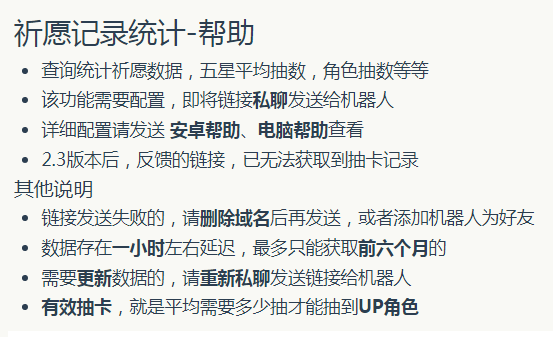 祈愿记录统计-帮助
查询统计祈愿数据，五星平均抽数，角色抽数等等
该功能需要配置，即将链接私聊发送给机器人
详细配置请发送 安卓帮助、电脑帮助查看
2.3版本后，反馈的链接，已无法获取到抽卡记录
其他说明
链接发送失败的，请删除域名后再发送，或者添加机器人为好友
数据存在一小时左右延迟，最多只能获取前六个月的
需要更新数据的，请重新私聊发送链接给机器人
有效抽卡，就是平均需要多少抽才能抽到UP角色